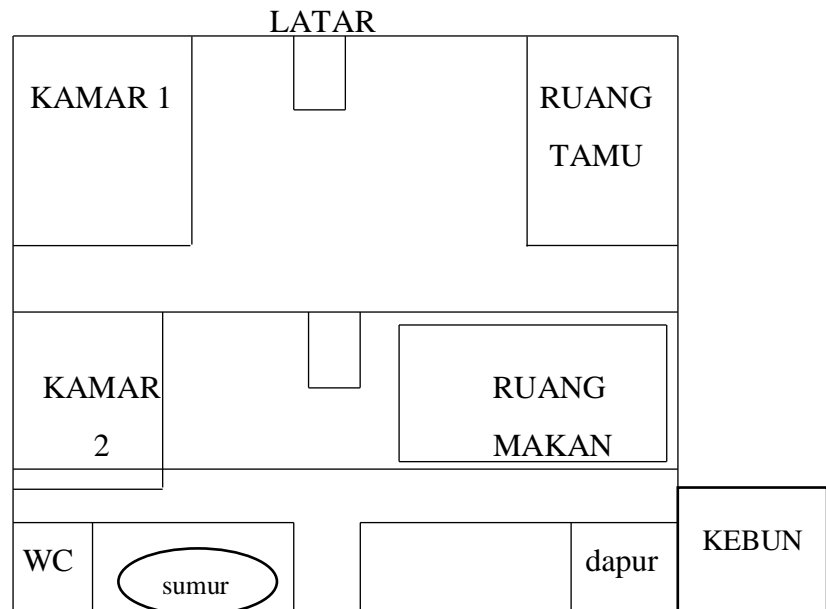 LATAR
KAMAR 1
RUANG
TAMU
KAMAR
2
RUANG
MAKAN
WC
sumur
dapur
KEBUN